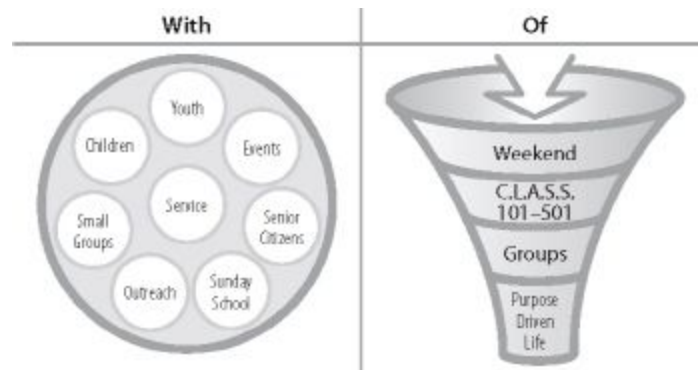 With
Of
Youth
Children
Events
Service
Small
Groups
Senior
Citizens
Outreach
Sunday
School
Weekend
C.L.A.S.S.
101–501
Groups
Purpose
Driven
Life